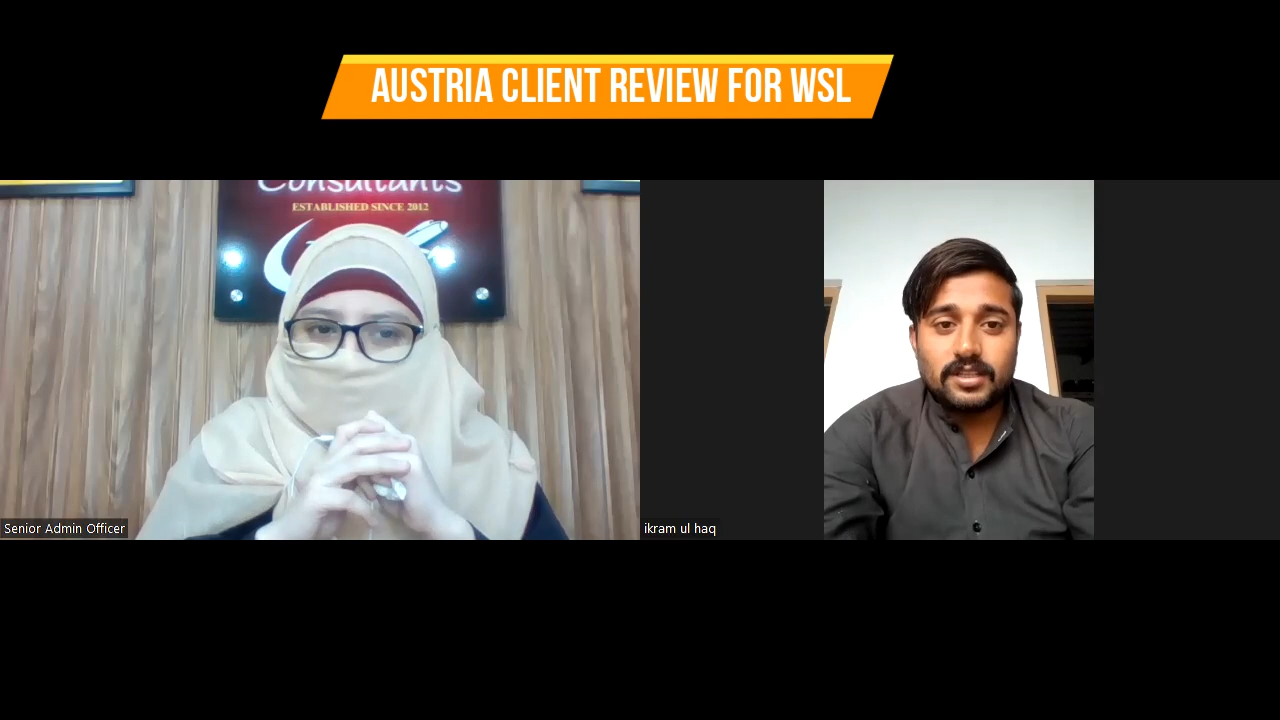 AUSTRIA CLIENT REVIEW FOR WSL
Consultants
ESTABLISHED SINCE 2012
Senior Admin Officer
ikram ul haq